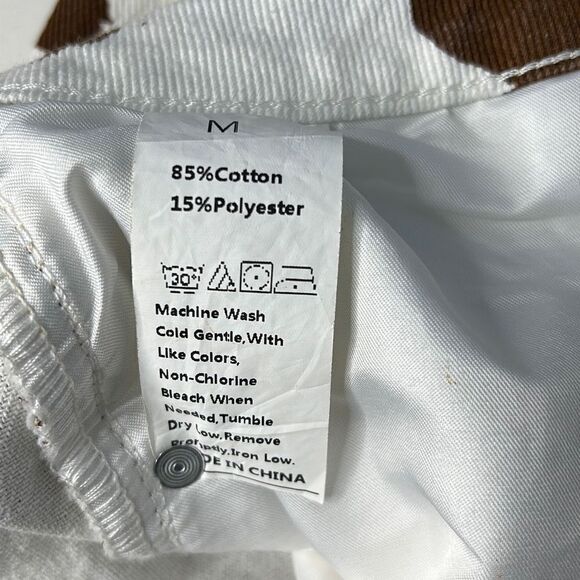 M
85%Cotton
15%Polyester
30°
Machine Wash
Cold Gentle,With
Like Colors,
Non-Chlorine
Bleach When
Needed,Tumble
Dry Low,Remove
Promptly,Iron Low.
DE IN CHINA